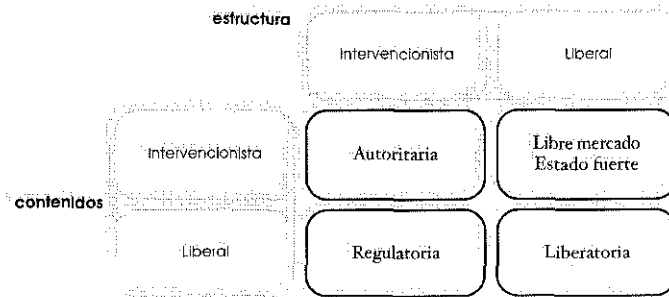 estructura
Intervencionista
Liberal
Intervencionista
Autoritaria
Libre mercado
Estado fuerte
contenidos
Liberal
Regulatoria
Liberatoria